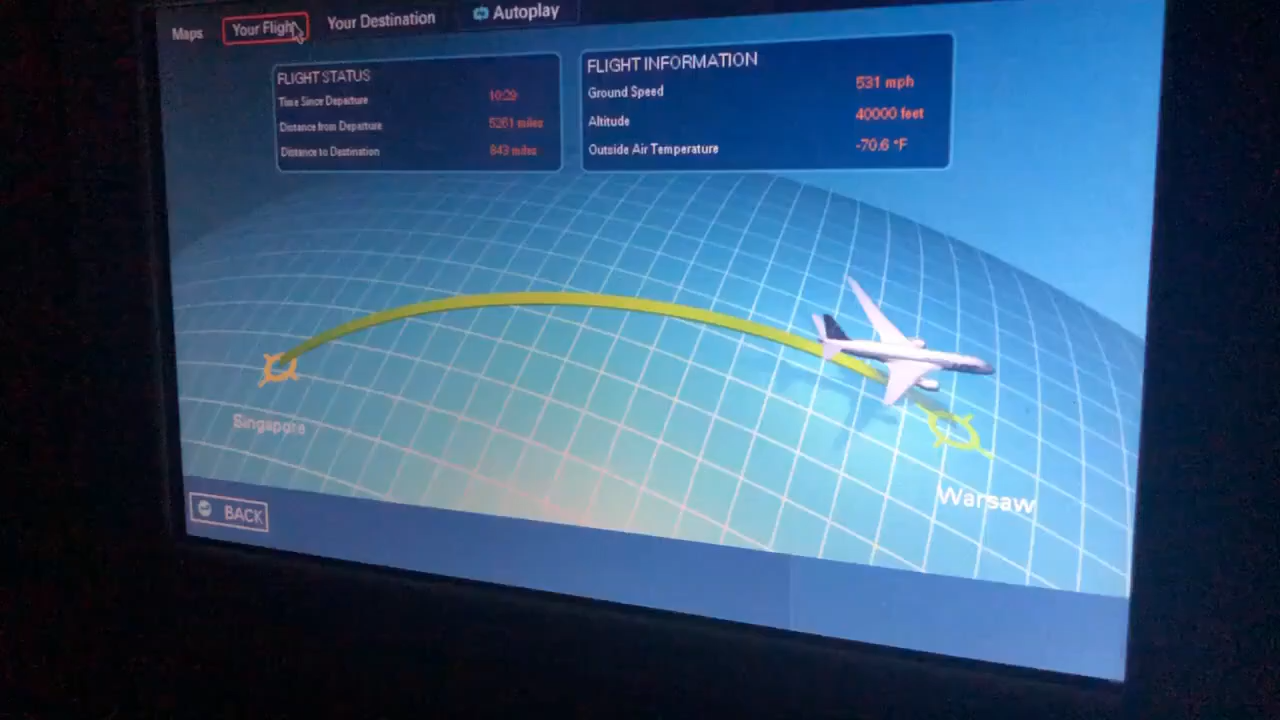 Maps
Your Flight
Your Destination
Autoplay
FLIGHT STATUS
Time Since Departure 10:29
Distance from Departure 5261 miles
Distance to Destination 843 miles
FLIGHT INFORMATION
Ground Speed 531 mph
Altitude 40000 feet
Outside Air Temperature -70.6 °F
Singapore
Warsaw
BACK